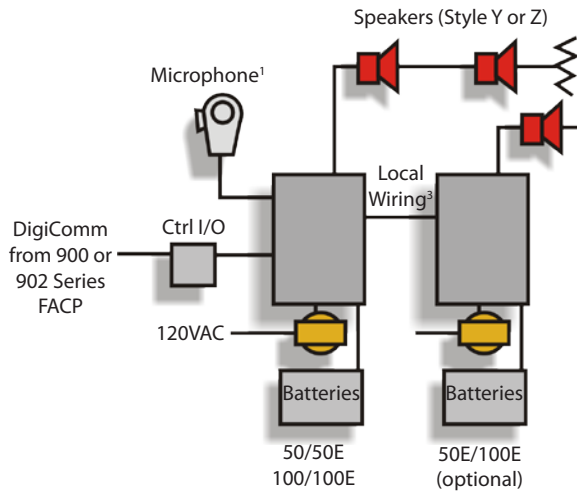 Speakers (Style Y or Z)
Microphone¹
Local
Wiring³
DigiComm
from 900 or
902 Series
FACP
Ctrl I/O
120VAC
Batteries
Batteries
50/50E
100/100E
50E/100E
(optional)